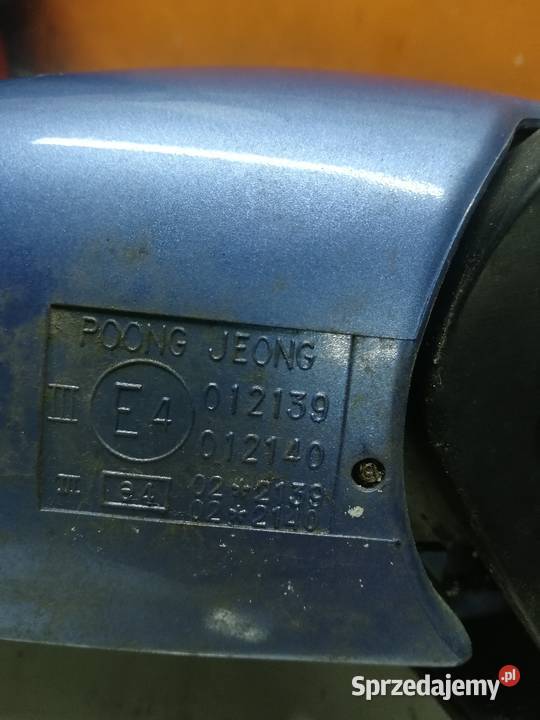 POONG JEONG
III E4 012139
012140
III e4 02*2139
02*2140
Sprzedajemy.pl